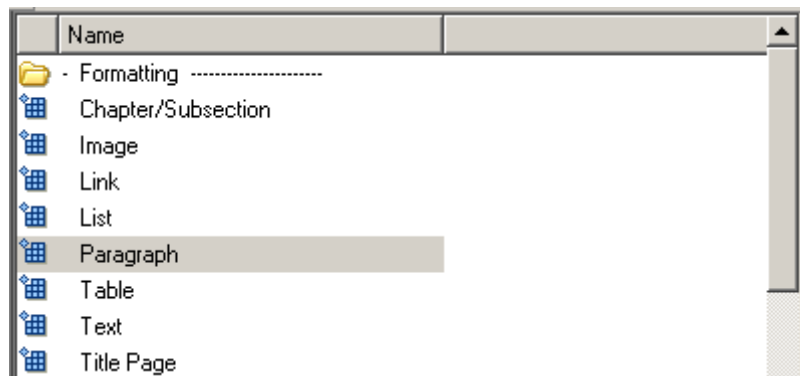 Name
- Formatting ----------------------
Chapter/Subsection
Image
Link
List
Paragraph
Table
Text
Title Page